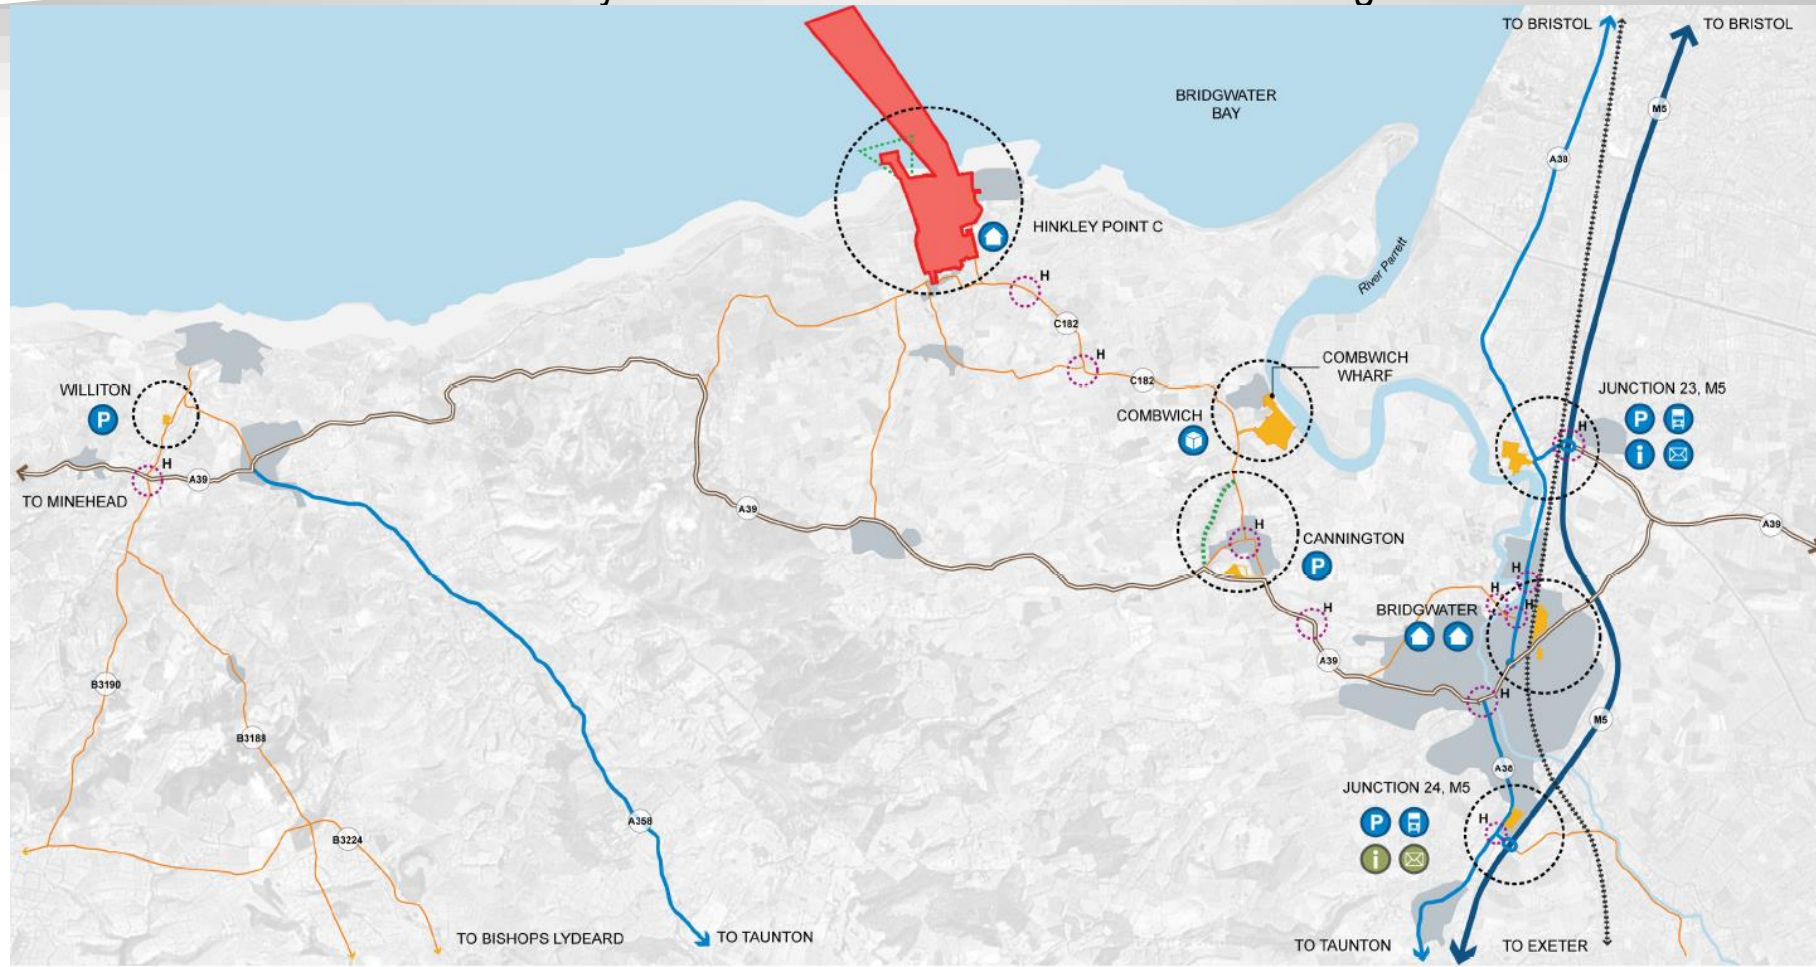 TO BRISTOL
TO BRISTOL
BRIDGWATER
BAY
M5
A38
HINKLEY POINT C
River Parrett
H
C182
H
C182
COMBWICH
WHARF
WILLITON
P
COMBWICH
JUNCTION 23, M5
P
H
i
H
A39
TO MINEHEAD
A39
A39
H
CANNINGTON
P
H
H
H
H
BRIDGWATER
A39
B3190
H
M5
B3188
A38
JUNCTION 24, M5
P
H
i
A358
B3224
TO BISHOPS LYDEARD
TO TAUNTON
TO TAUNTON
TO EXETER